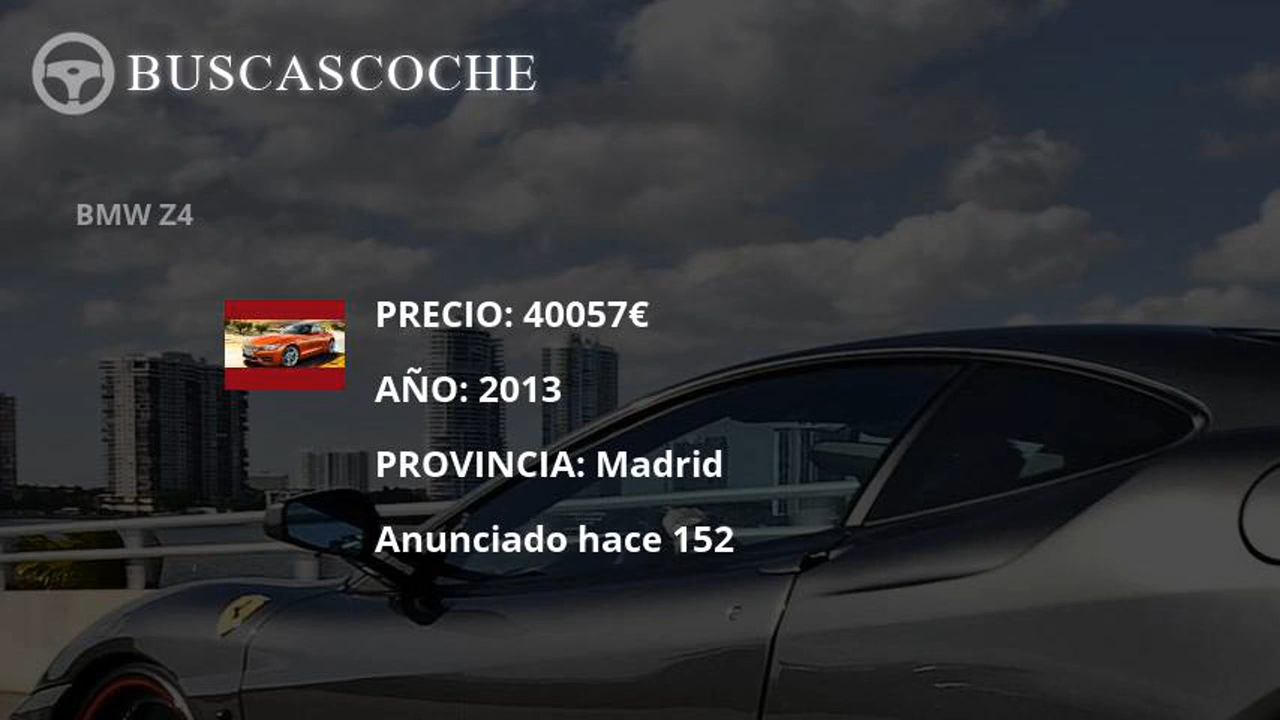 BUSCASCOCHE
BMW Z4
PRECIO: 40057€
AÑO: 2013
PROVINCIA: Madrid
Anunciado hace 152